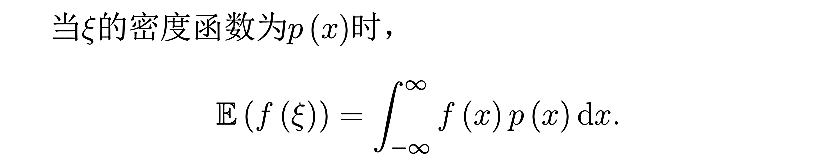 当ξ的密度函数为p (x)时，
𝔼 (f (ξ)) = ∫_{-∞}^{∞} f (x) p (x) dx.